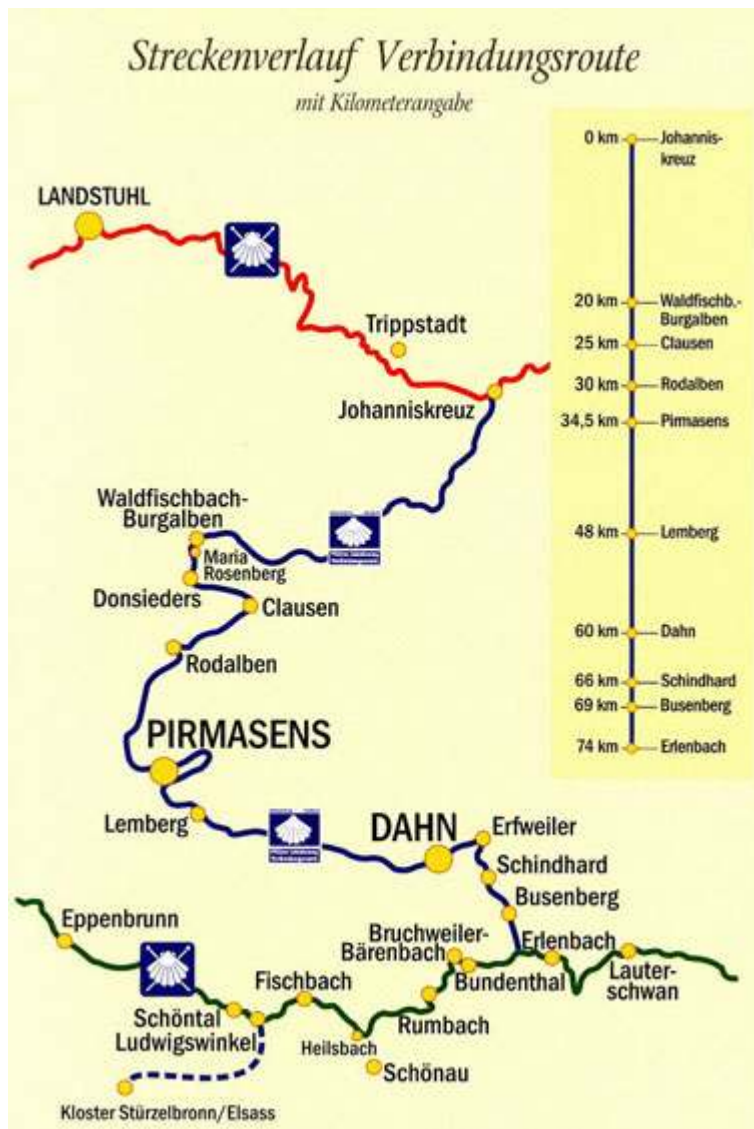 Streckenverlauf Verbindungsroute
mit Kilometerangabe
0 km
Johannis-
kreuz
20 km
Waldfischb.-
Burgalben
25 km
Clausen
30 km
Rodalben
34,5 km
Pirmasens
48 km
Lemberg
60 km
Dahn
66 km
Schindhard
69 km
Busenberg
74 km
Erlenbach
LANDSTUHL
Trippstadt
Johanniskreuz
Waldfischbach-
Burgalben
Maria
Rosenberg
Donsieders
Clausen
Rodalben
PIRMASENS
Lemberg
DAHN
Erfweiler
Schindhard
Busenberg
Eppenbrunn
Bruchweiler-
Bärenbach
Erlenbach
Bundenthal
Lauter-
schwan
Fischbach
Schöntal
Ludwigswinkel
Rumbach
Heilsbach
Schönau
Kloster Stürzelbronn/Elsass